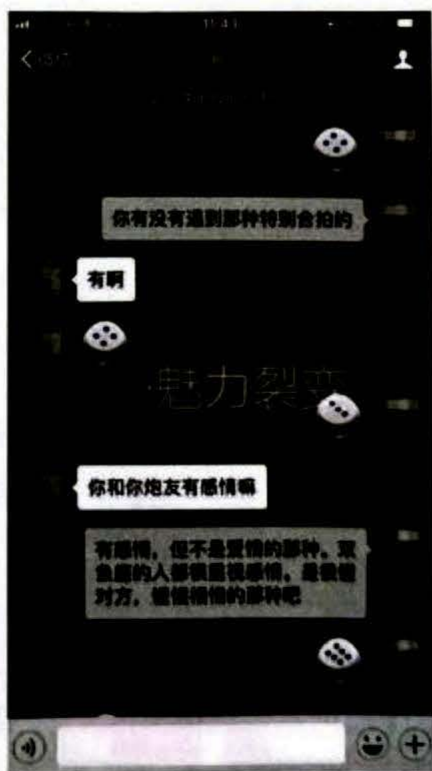 你有没有遇到那种特别合拍的
有啊
魅力裂变
你和你炮友有感情嘛
有感情，但不是爱情的那种。双
鱼座的人都很重视感情，是很
对方，惺惺相惜的那种吧